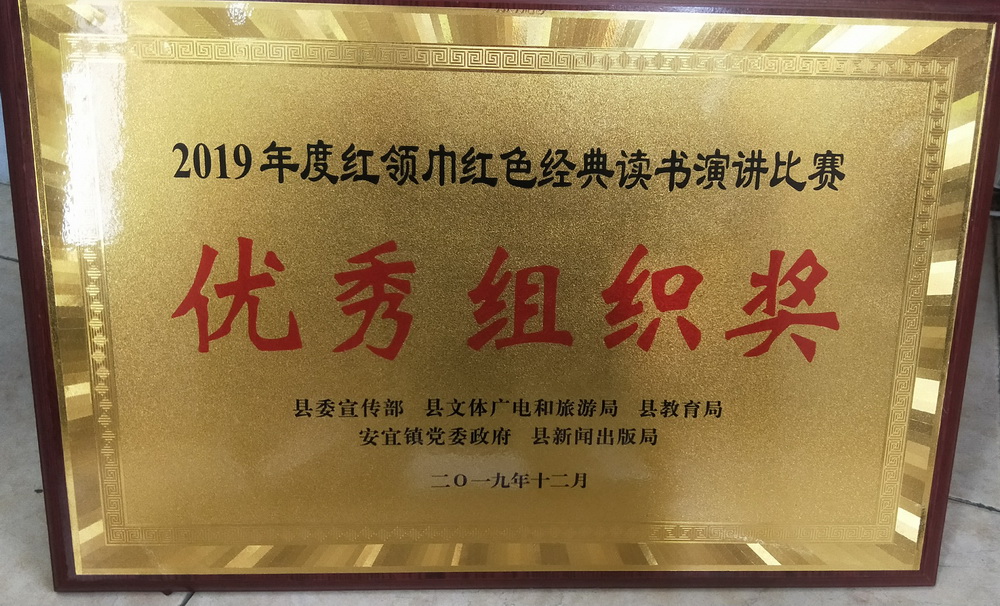 2019年度红领巾红色经典读书演讲比赛
优秀组织奖
县委宣传部 县文体广电和旅游局 县教育局
安宜镇党委政府 县新闻出版局
二〇一九年十二月